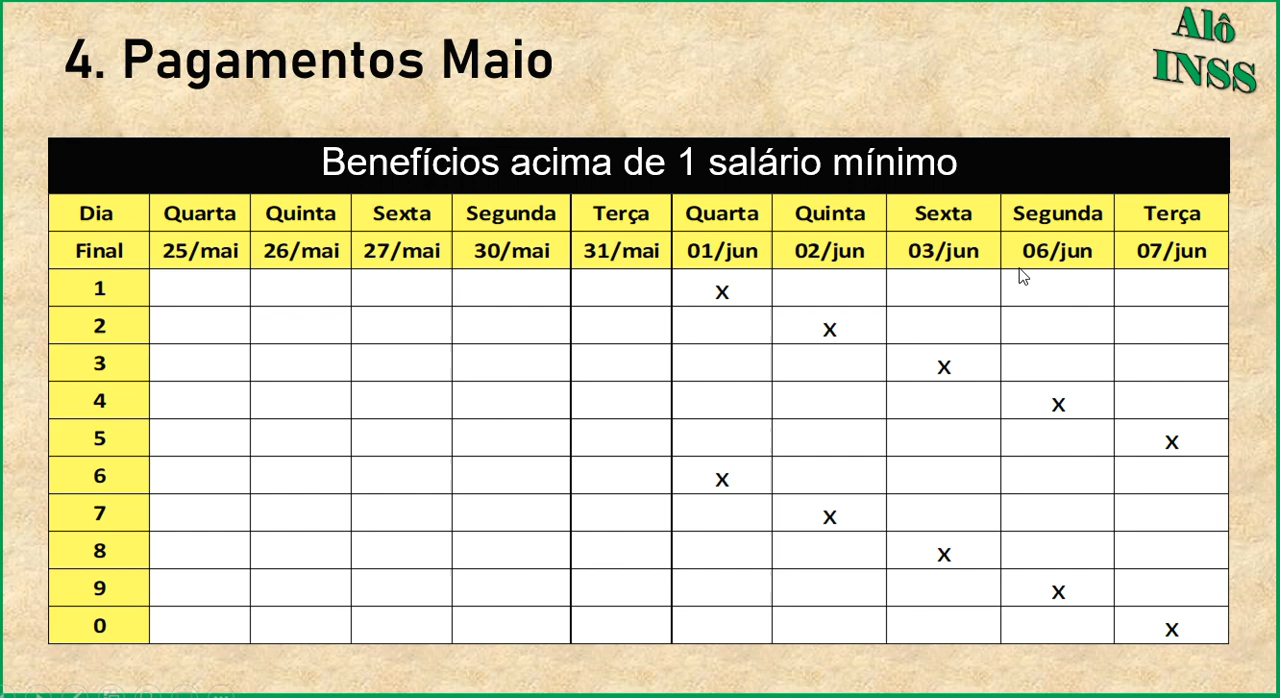 4. Pagamentos Maio
Alô
INSS
Benefícios acima de 1 salário mínimo
Dia Quarta Quinta Sexta Segunda Terça Quarta Quinta Sexta Segunda Terça
Final 25/mai 26/mai 27/mai 30/mai 31/mai 01/jun 02/jun 03/jun 06/jun 07/jun
1 x
2 x
3 x
4 x
5 x
6 x
7 x
8 x
9 x
0 x